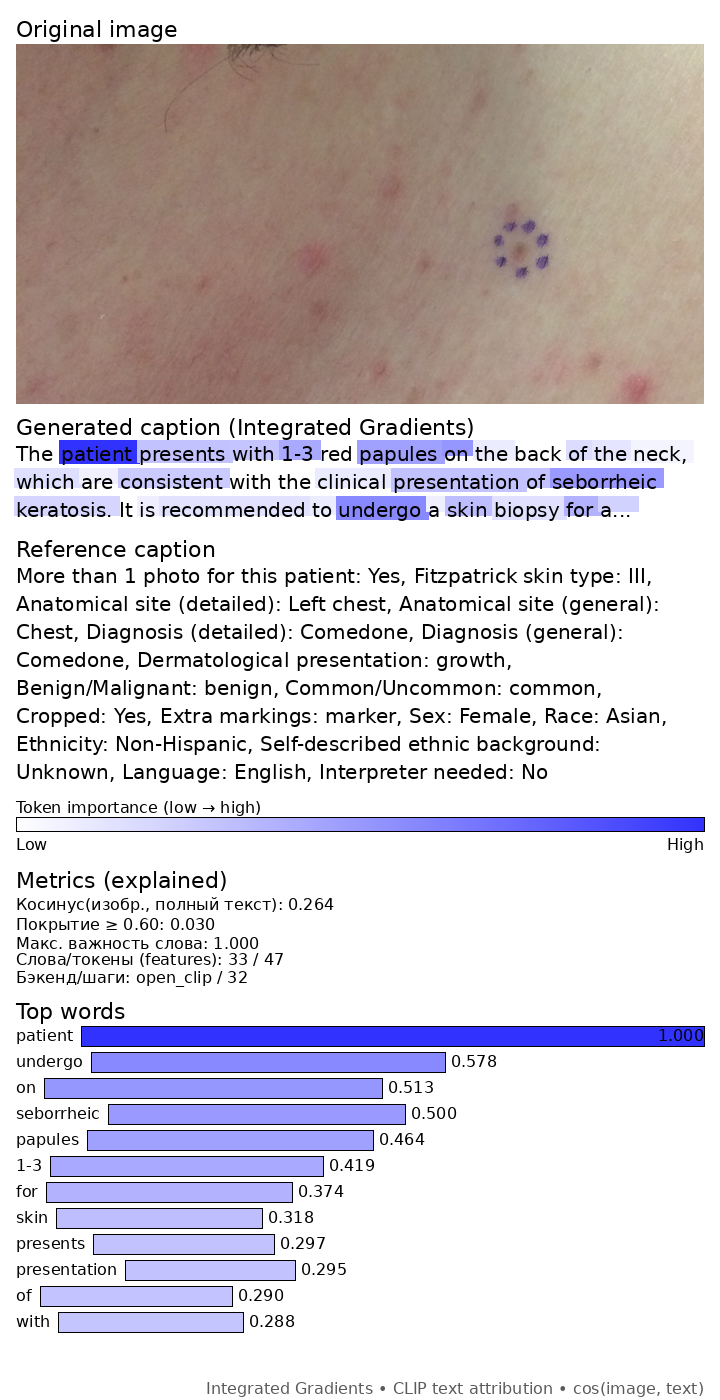 Original image
Generated caption (Integrated Gradients)
The patient presents with 1-3 red papules on the back of the neck,
which are consistent with the clinical presentation of seborrheic
keratosis. It is recommended to undergo a skin biopsy for a...
Reference caption
More than 1 photo for this patient: Yes, Fitzpatrick skin type: III,
Anatomical site (detailed): Left chest, Anatomical site (general):
Chest, Diagnosis (detailed): Comedone, Diagnosis (general):
Comedone, Dermatological presentation: growth,
Benign/Malignant: benign, Common/Uncommon: common,
Cropped: Yes, Extra markings: marker, Sex: Female, Race: Asian,
Ethnicity: Non-Hispanic, Self-described ethnic background:
Unknown, Language: English, Interpreter needed: No
Token importance (low → high)
Low High
Metrics (explained)
Косинус(изобр., полный текст): 0.264
Покрытие ≥ 0.60: 0.030
Макс. важность слова: 1.000
Слова/токены (features): 33 / 47
Бэкенд/шаги: open_clip / 32
Top words
patient 1.000
undergo 0.578
on 0.513
seborrheic 0.500
papules 0.464
1-3 0.419
for 0.374
skin 0.318
presents 0.297
presentation 0.295
of 0.290
with 0.288
Integrated Gradients • CLIP text attribution • cos(image, text)